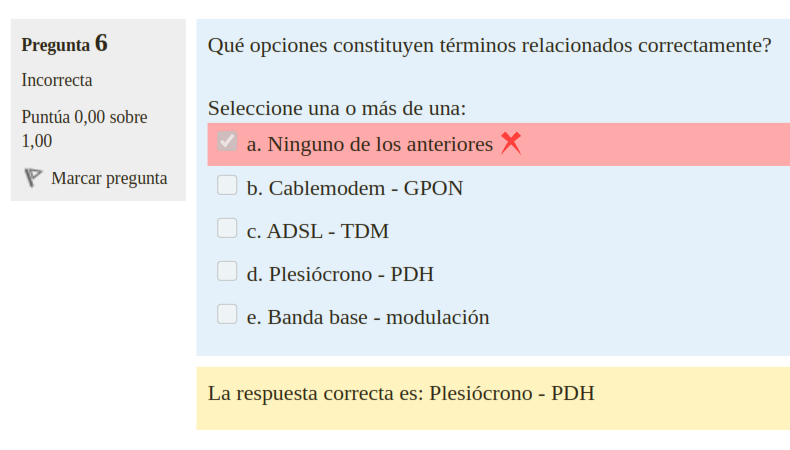 Pregunta 6
Incorrecta
Puntúa 0,00 sobre
1,00
Marcar pregunta
Qué opciones constituyen términos relacionados correctamente?
Seleccione una o más de una:
a. Ninguno de los anteriores
b. Cablemodem - GPON
c. ADSL - TDM
d. Plesiócrono - PDH
e. Banda base - modulación
La respuesta correcta es: Plesiócrono - PDH